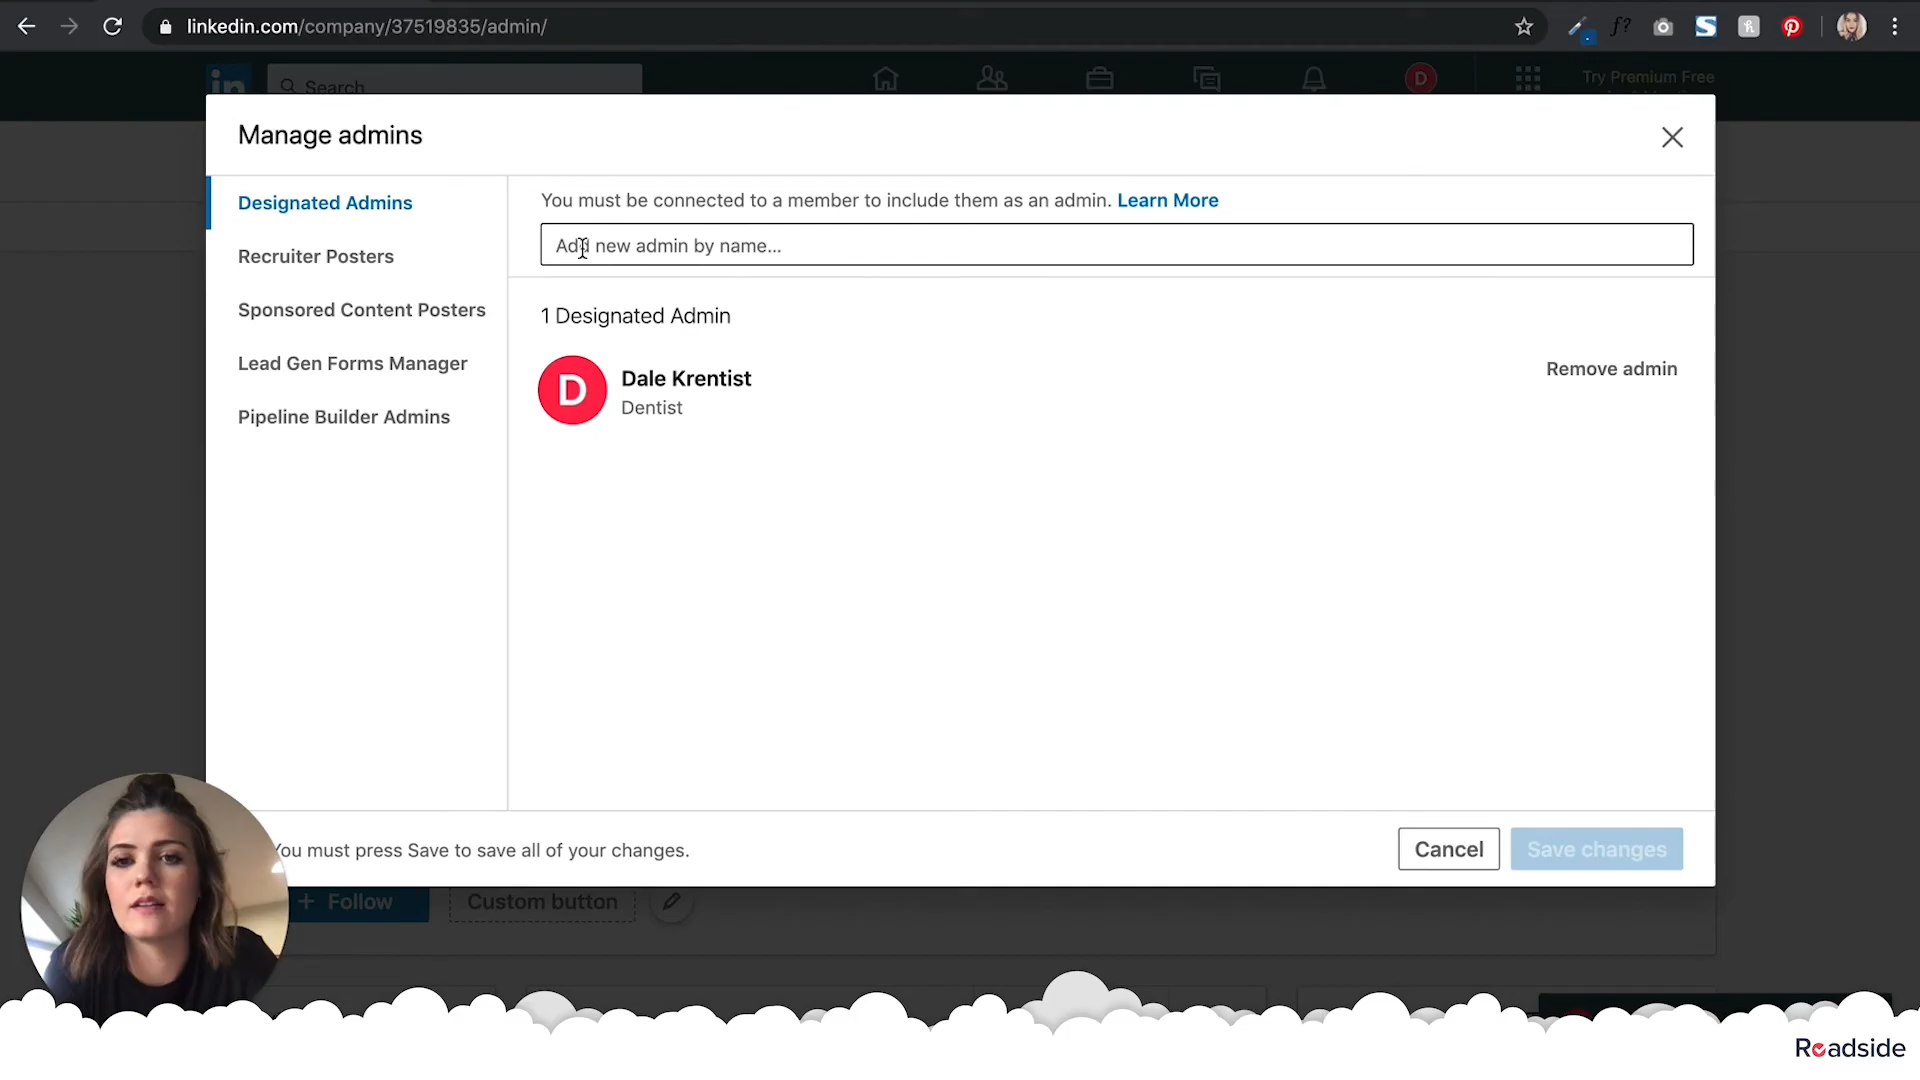 linkedin.com/company/37519835/admin/
f?
S
h
in
Search
D
Try Premium Free
Manage admins
Designated Admins
Recruiter Posters
Sponsored Content Posters
Lead Gen Forms Manager
Pipeline Builder Admins
You must be connected to a member to include them as an admin. Learn More
Add new admin by name...
1 Designated Admin
D
Dale Krentist
Dentist
Remove admin
You must press Save to save all of your changes.
Cancel
Save changes
+ Follow
Custom button
Roadside